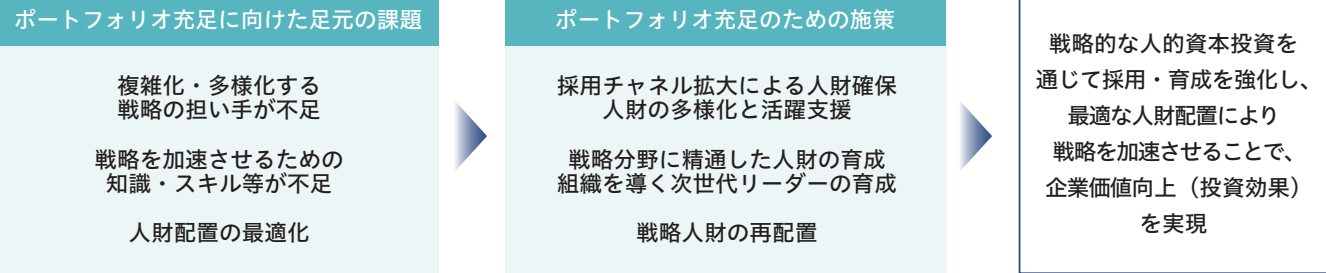 ポートフォリオ充足に向けた足元の課題
複雑化・多様化する
戦略の担い手が不足
戦略を加速させるための
知識・スキル等が不足
人財配置の最適化
ポートフォリオ充足のための施策
採用チャネル拡大による人財確保
人財の多様化と活躍支援
戦略分野に精通した人財の育成
組織を導く次世代リーダーの育成
戦略人財の再配置
戦略的な人的資本投資を
通じて採用・育成を強化し、
最適な人財配置により
戦略を加速させることで、
企業価値向上（投資効果）
を実現